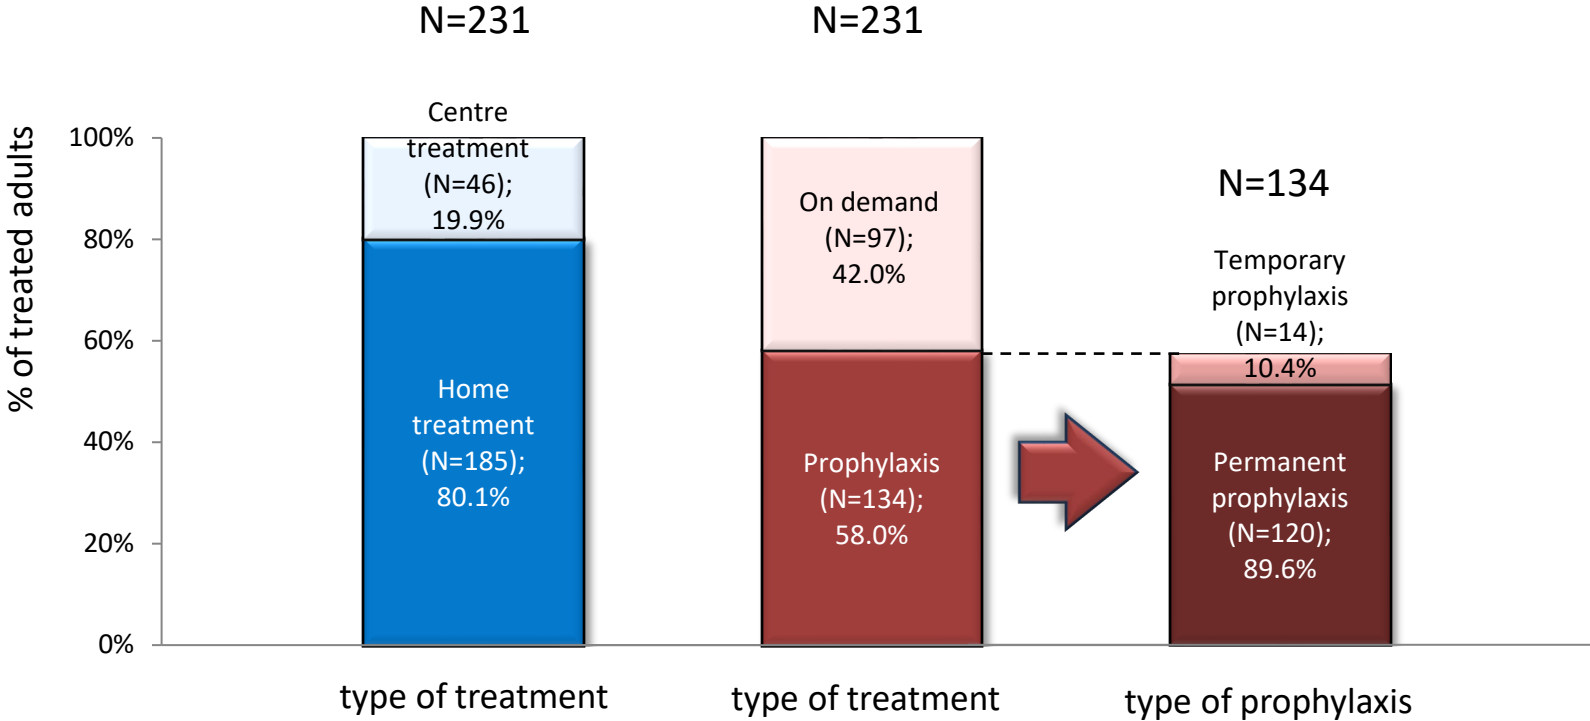 N=231
N=231
N=134
% of treated adults
100%
80%
60%
40%
20%
0%
Centre
treatment
(N=46);
19.9%
Home
treatment
(N=185);
80.1%
On demand
(N=97);
42.0%
Prophylaxis
(N=134);
58.0%
Temporary
prophylaxis
(N=14);
10.4%
Permanent
prophylaxis
(N=120);
89.6%
type of treatment
type of treatment
type of prophylaxis